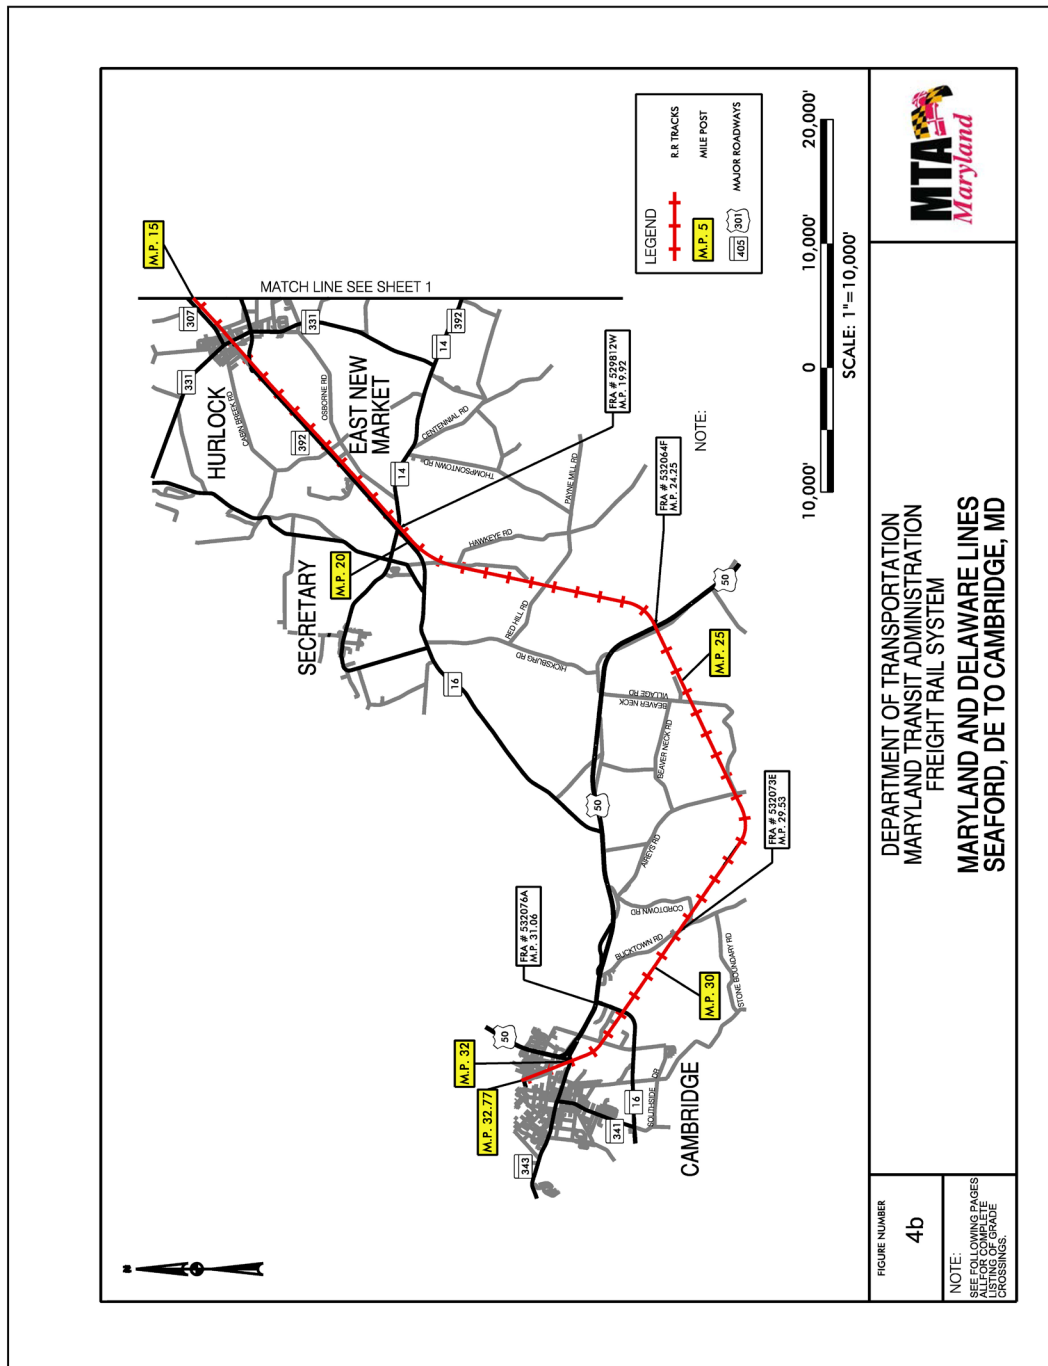 M.P. 15
MATCH LINE SEE SHEET 1
307
331
331
HURLOCK
CABIN BREEK RD
OSBORNE RD
392
EAST NEW
MARKET
14
392
CENTENNIAL RD
14
THOMPSONTOWN RD
FRA # 529812W
M.P. 19.92
PAYNE MILL RD
HAWKEYE RD
M.P. 20
SECRETARY
RED HILL RD
HICKSBURG RD
16
FRA # 532064F
M.P. 24.25
NOTE:
50
M.P. 25
BEAVER NECK
VILLAGE RD
BEAVER NECK RD
50
AIREYS RD
FRA # 532073E
M.P. 29.53
CORDTOWN RD
BUCKTOWN RD
STONE BOUNDARY RD
FRA # 532076A
M.P. 31.06
M.P. 30
50
M.P. 32
M.P. 32.77
CAMBRIDGE
SOUTHSIDE DR
16
341
343
N
LEGEND
R.R TRACKS
M.P. 5
MILE POST
405
301
MAJOR ROADWAYS
10,000'
0
10,000'
20,000'
SCALE: 1"=10,000'
FIGURE NUMBER
4b
NOTE:
SEE FOLLOWING PAGES
ALLFOR COMPLETE
LISTING OF GRADE
CROSSINGS.
DEPARTMENT OF TRANSPORTATION
MARYLAND TRANSIT ADMINISTRATION
FREIGHT RAIL SYSTEM
MARYLAND AND DELAWARE LINES
SEAFORD, DE TO CAMBRIDGE, MD
MTA
Maryland